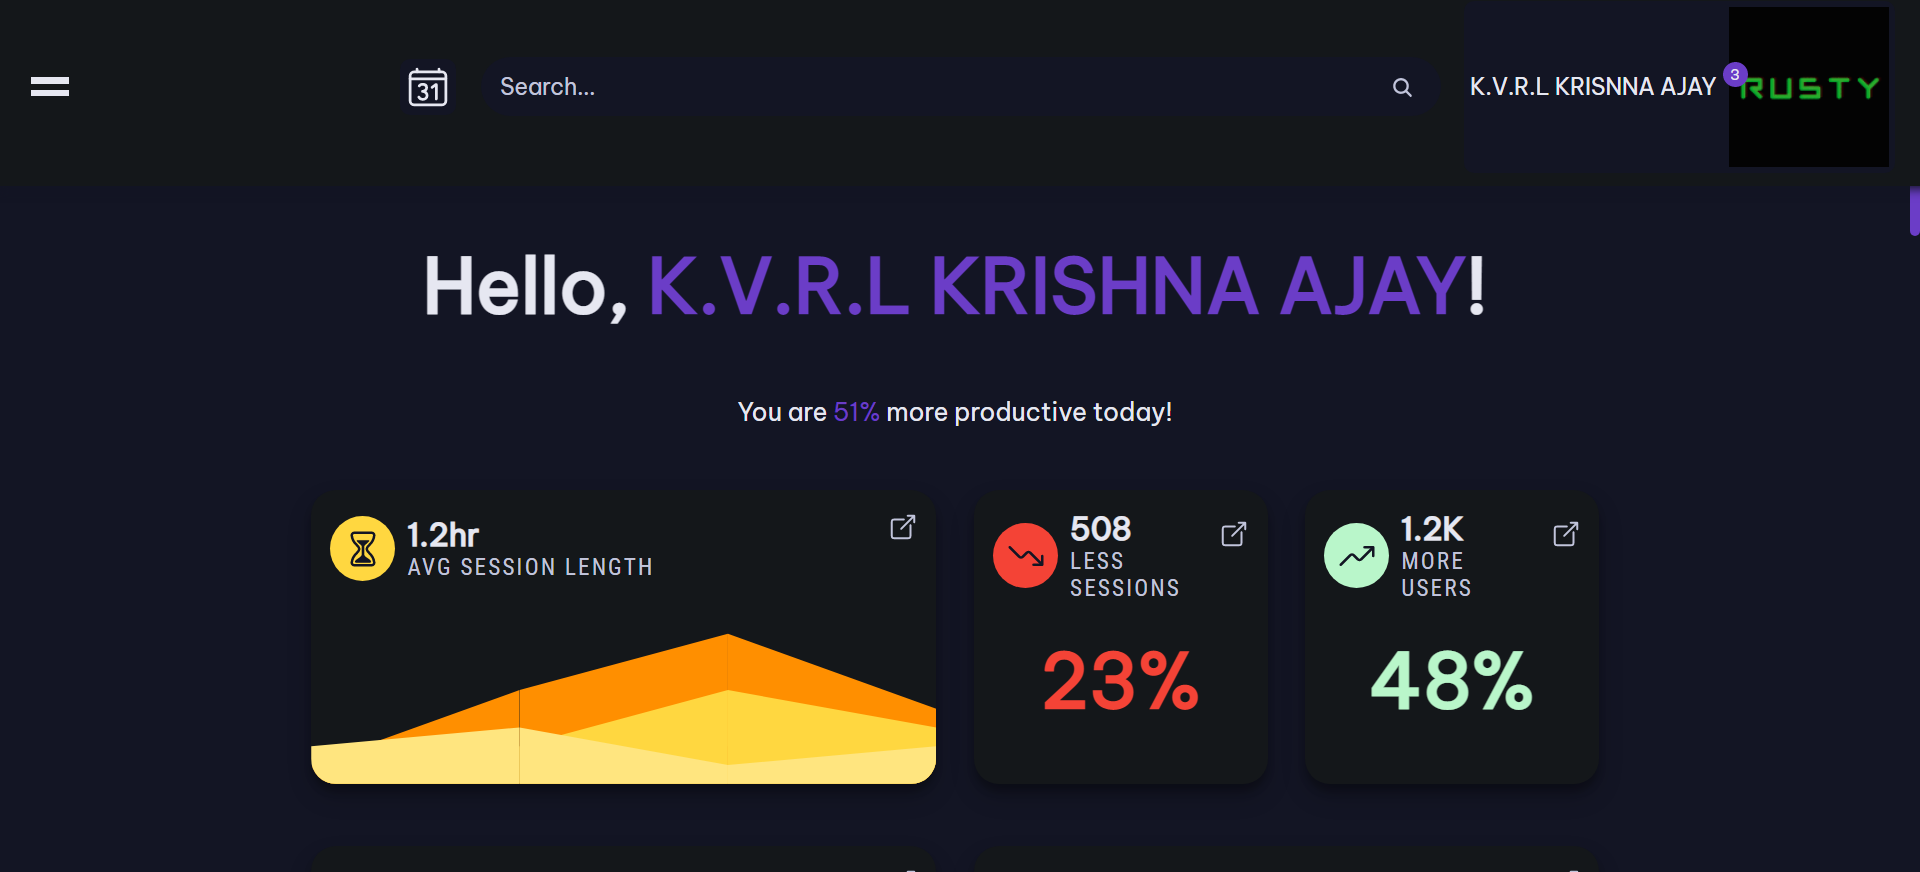 31
Search...
K.V.R.L KRISNNA AJAY
3
RUSTY
Hello, K.V.R.L KRISHNA AJAY!
You are 51% more productive today!
1.2hr
AVG SESSION LENGTH
508
LESS
SESSIONS
23%
1.2K
MORE
USERS
48%